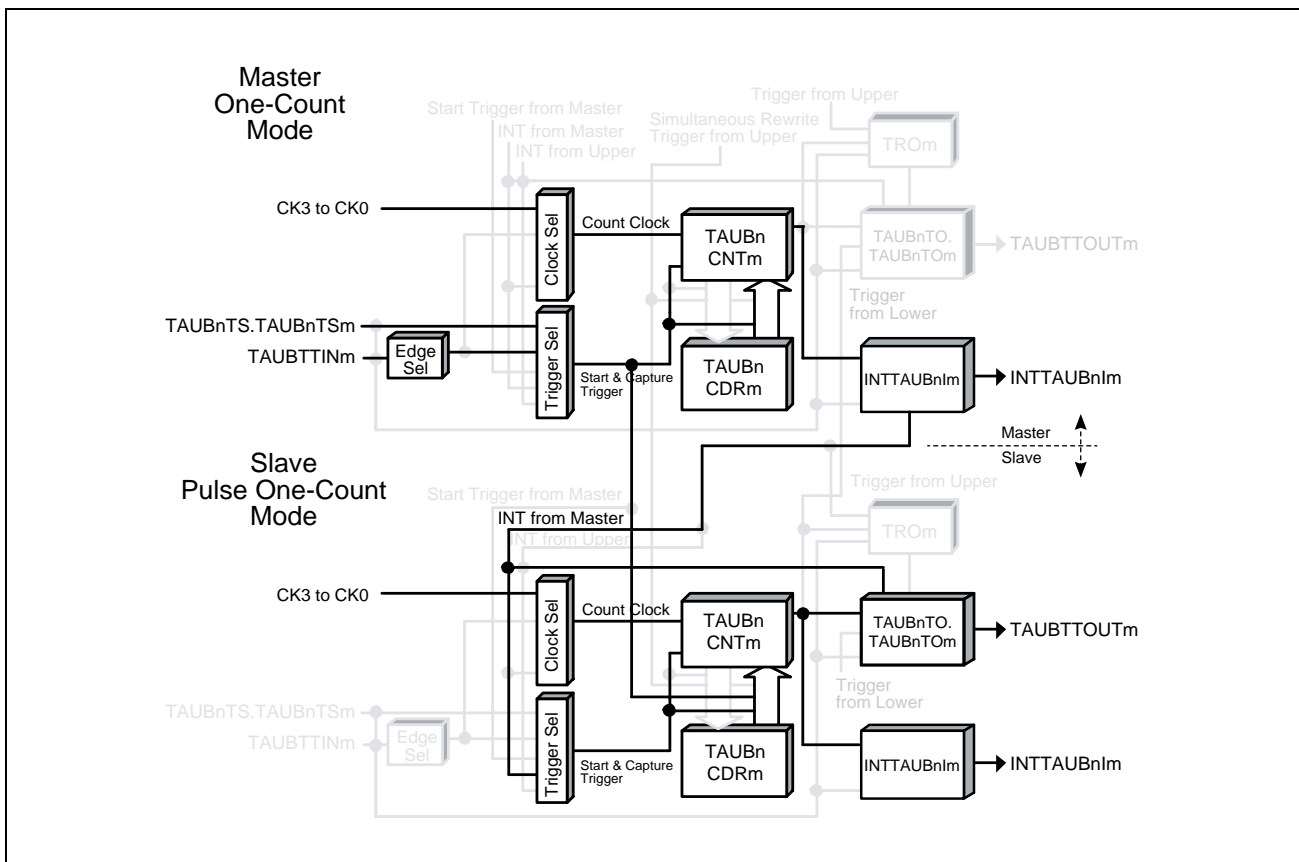 Master
One-Count
Mode
Start Trigger from Master
INT from Master
INT from Upper
Simultaneous Rewrite
Trigger from Upper
Trigger from Upper
TROm
CK3 to CK0
Clock Sel
Count Clock
TAUBn
CNTm
TAUBnTO.
TAUBnTOm
TAUBTTOUTm
Trigger
from Lower
TAUBnTS.TAUBnTSm
TAUBTTINm
Edge
Sel
Trigger Sel
Start & Capture
Trigger
TAUBn
CDRm
INTTAUBnIm
INTTAUBnIm
Master
Slave
Slave
Pulse One-Count
Mode
Start Trigger from Master
INT from Master
INT from Upper
Trigger from Upper
TROm
CK3 to CK0
Clock Sel
Count Clock
TAUBn
CNTm
TAUBnTO.
TAUBnTOm
TAUBTTOUTm
Trigger
from Lower
TAUBnTS.TAUBnTSm
TAUBTTINm
Edge
Sel
Trigger Sel
Start & Capture
Trigger
TAUBn
CDRm
INTTAUBnIm
INTTAUBnIm